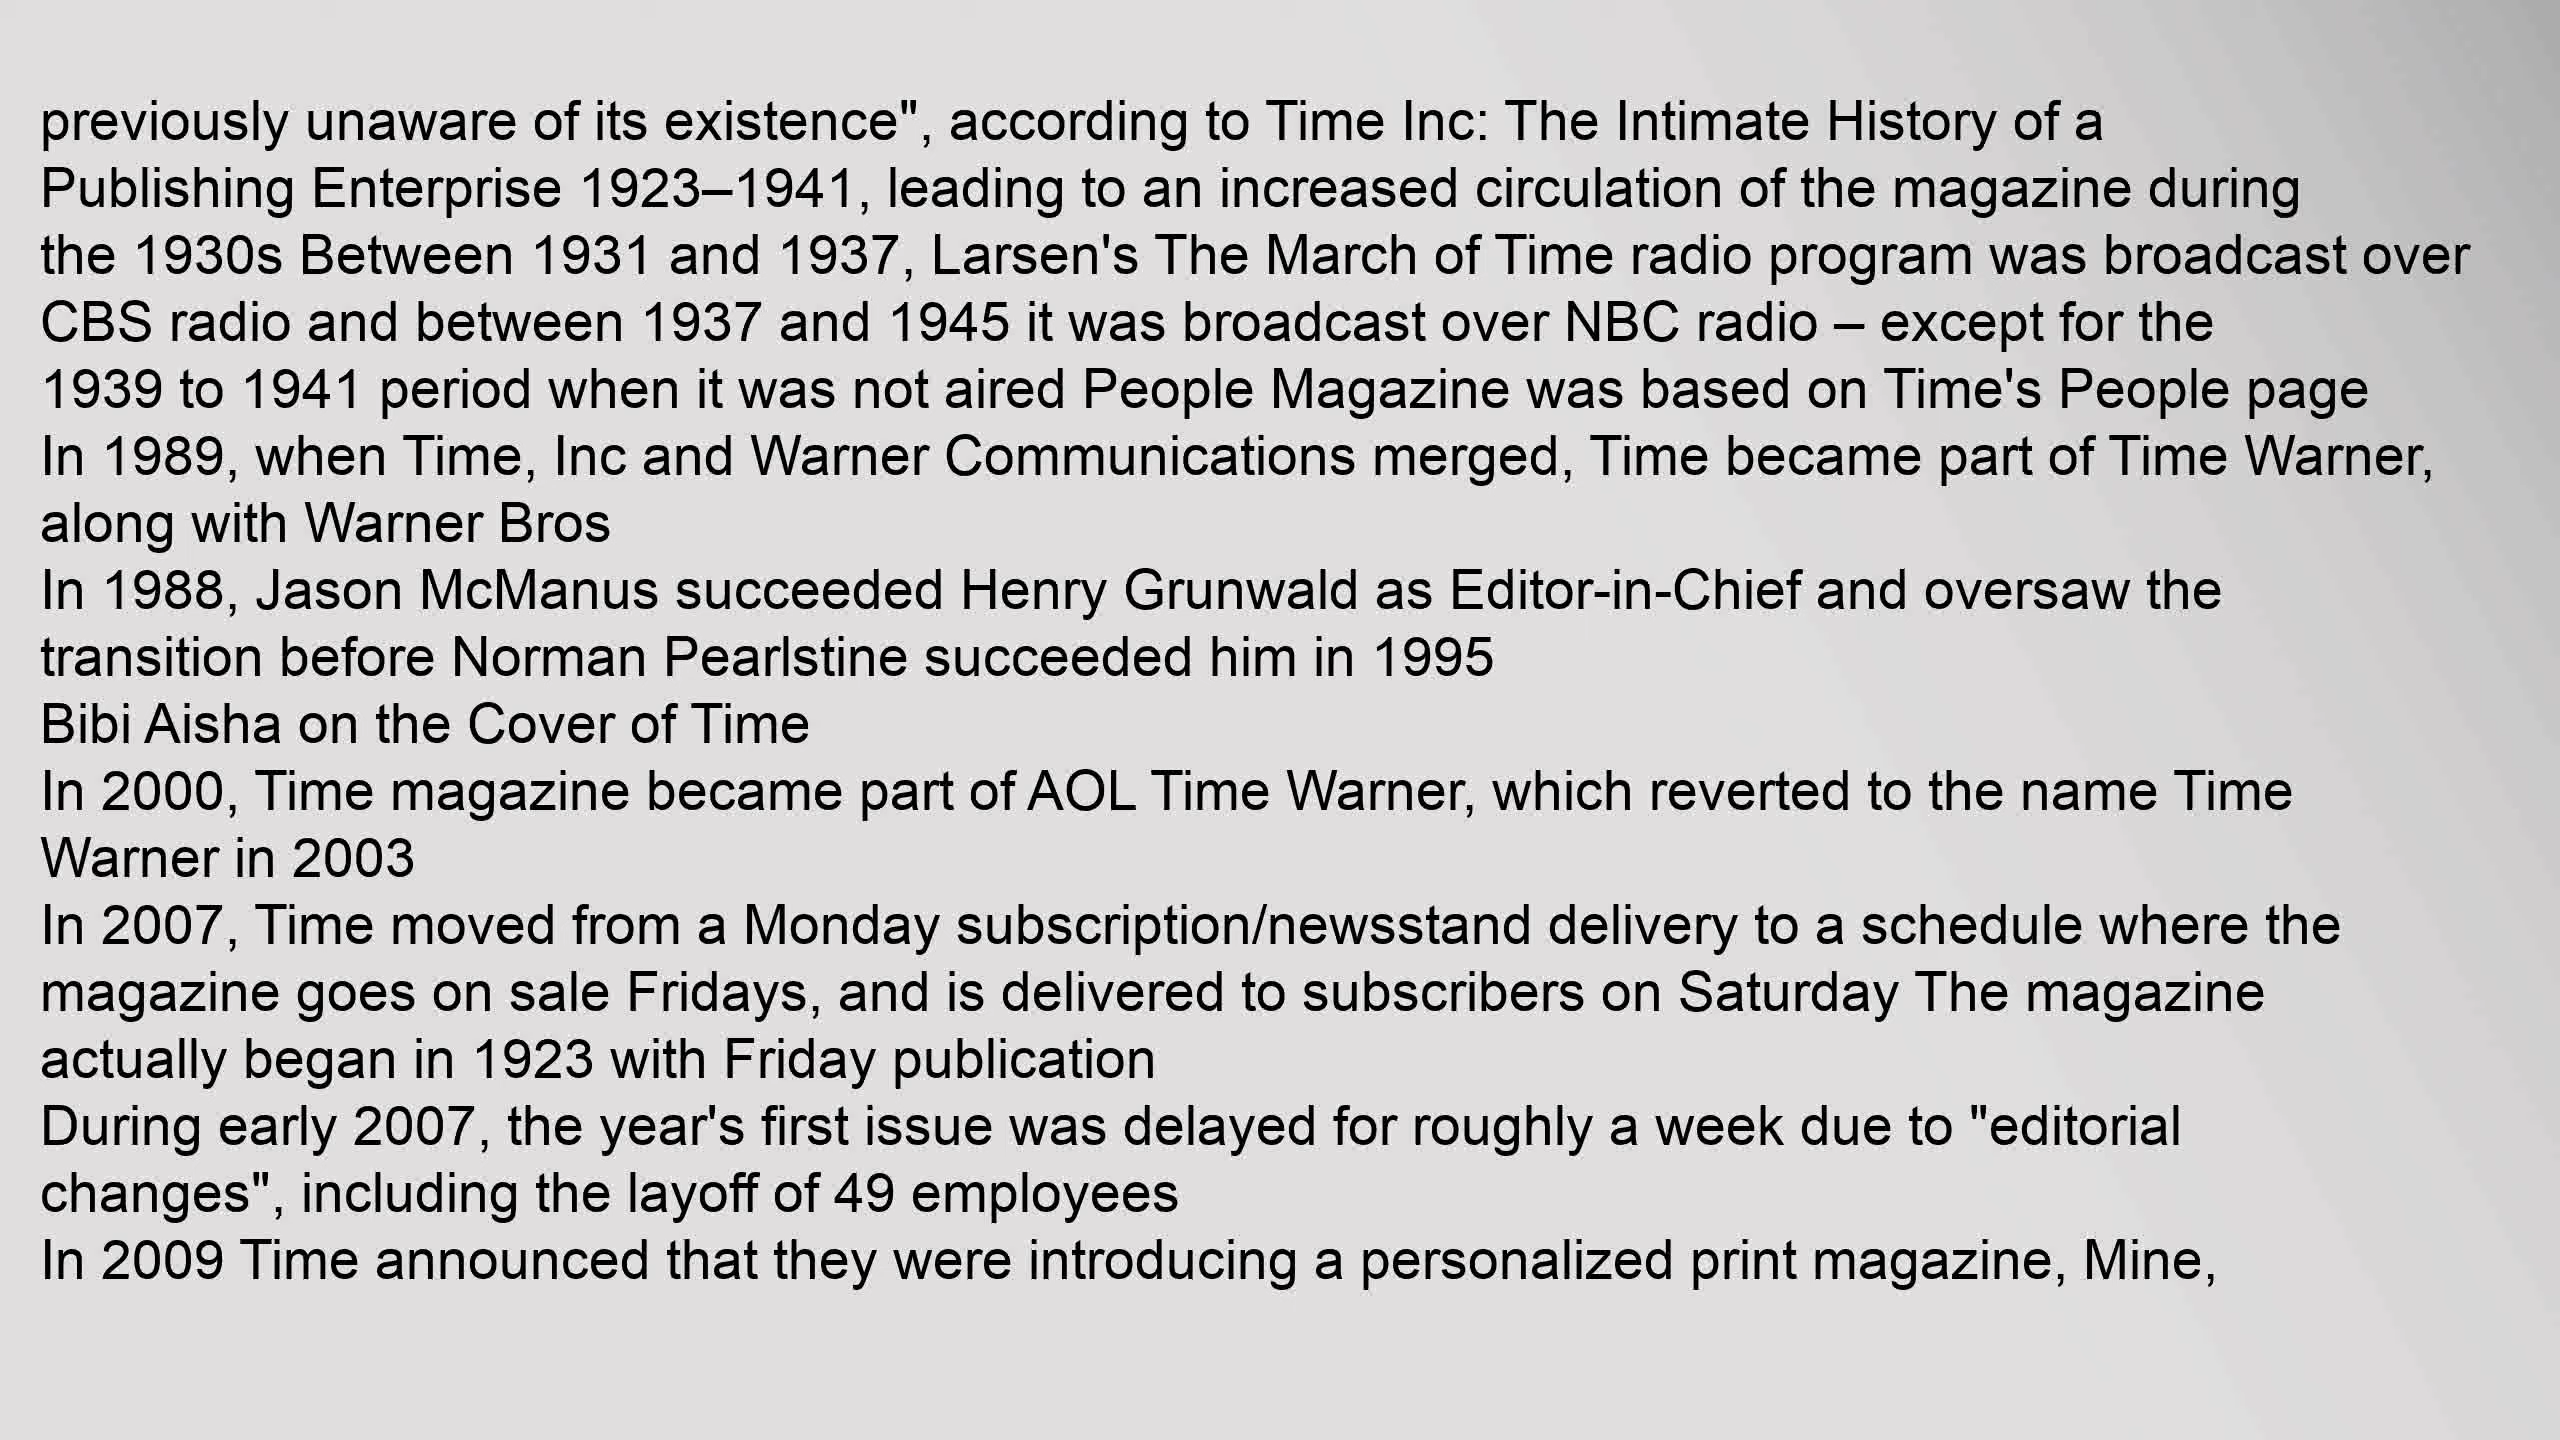 previously unaware of its existence", according to Time Inc: The Intimate History of a
Publishing Enterprise 1923–1941, leading to an increased circulation of the magazine during
the 1930s Between 1931 and 1937, Larsen's The March of Time radio program was broadcast over
CBS radio and between 1937 and 1945 it was broadcast over NBC radio – except for the
1939 to 1941 period when it was not aired People Magazine was based on Time's People page
In 1989, when Time, Inc and Warner Communications merged, Time became part of Time Warner,
along with Warner Bros
In 1988, Jason McManus succeeded Henry Grunwald as Editor-in-Chief and oversaw the
transition before Norman Pearlstine succeeded him in 1995
Bibi Aisha on the Cover of Time
In 2000, Time magazine became part of AOL Time Warner, which reverted to the name Time
Warner in 2003
In 2007, Time moved from a Monday subscription/newsstand delivery to a schedule where the
magazine goes on sale Fridays, and is delivered to subscribers on Saturday The magazine
actually began in 1923 with Friday publication
During early 2007, the year's first issue was delayed for roughly a week due to "editorial
changes", including the layoff of 49 employees
In 2009 Time announced that they were introducing a personalized print magazine, Mine,